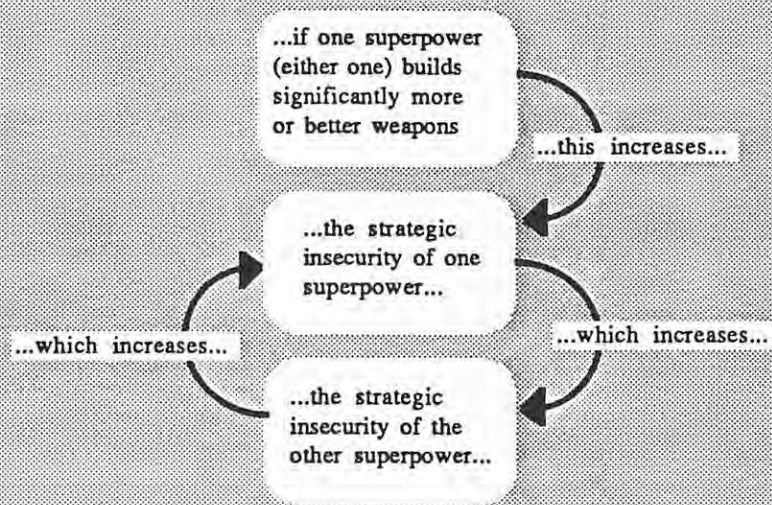 ...if one superpower
(either one) builds
significantly more
or better weapons
...this increases...
...the strategic
insecurity of one
superpower...
...which increases...
...the strategic
insecurity of the
other superpower...
...which increases...